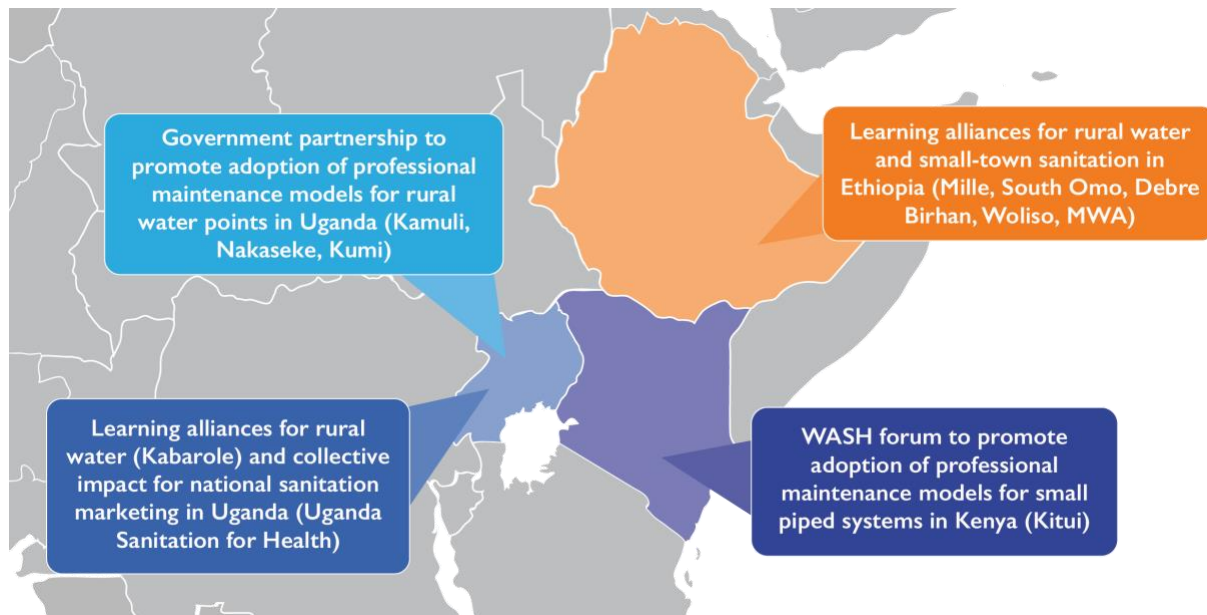 Government partnership to
promote adoption of professional
maintenance models for rural
water points in Uganda (Kamuli,
Nakaseke, Kumi)
Learning alliances for rural water
and small-town sanitation in
Ethiopia (Mille, South Omo, Debre
Birhan, Woliso, MWA)
Learning alliances for rural
water (Kabarole) and collective
impact for national sanitation
marketing in Uganda (Uganda
Sanitation for Health)
WASH forum to promote
adoption of professional
maintenance models for small
piped systems in Kenya (Kitui)